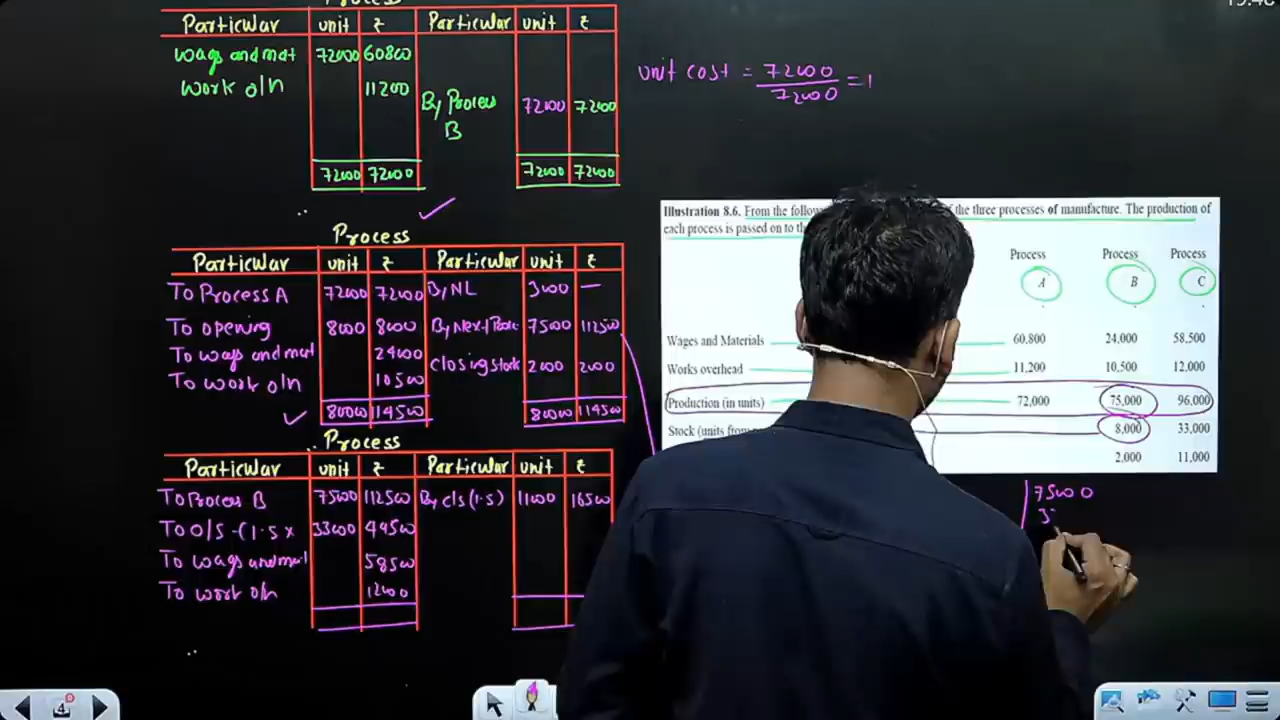 Process
Particular unit ₹ Particular unit ₹
Wags and mat 72000 60800
Work o/n 11200
By Process B 72000 72000
72000 72000 72000 72000
unit cost = 72000 / 72000 = 1
Process
Particular unit ₹ Particular unit ₹
To Process A 72000 72000 By NL 3000 —
To opening 8000 8000 By Next Proc 75000 112500
To wags and mat 24000
closing stock 2000 2000
To work o/n 10500
80000 114500 80000 114500
Process
Particular unit ₹ Particular unit ₹
To Process B 75000 112500 By c/s (1.5) 11000 16500
To O/S - (1.5 x 33000 49500
To wags and mat 58500
To work o/n 12000
Illustration 8.6. From the the three processes of manufacture. The production of
each process is passed on to
Process Process Process
A B C
Wages and Materials 60,800 24,000 58,500
Works overhead 11,200 10,500 12,000
Production (in units) 72,000 75,000 96,000
Stock (units 8,000 33,000
2,000 11,000
75000
3
4